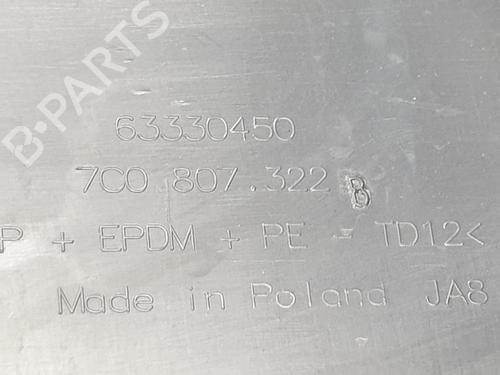 B-PARTS
63330450
7C0 807.322 B
P + EPDM + PE - TD12<
Made in Poland JA8